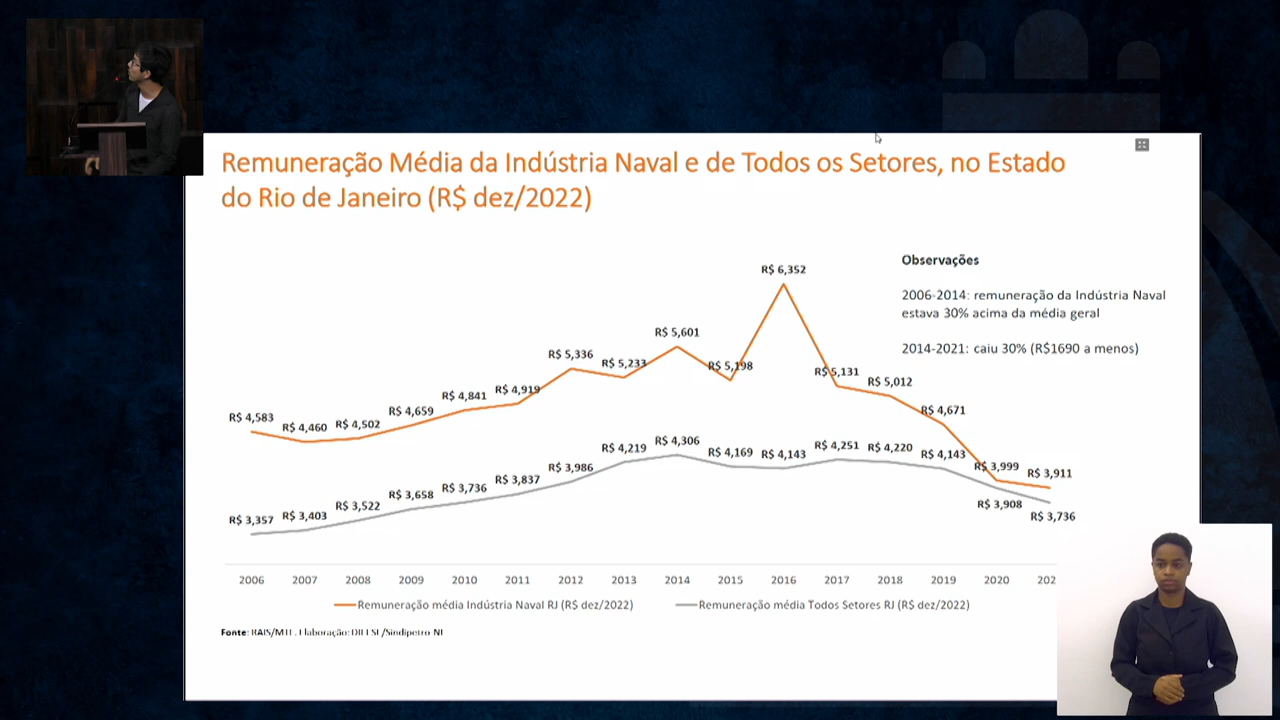 Remuneração Média da Indústria Naval e de Todos os Setores, no Estado
do Rio de Janeiro (R$ dez/2022)
Observações
2006-2014: remuneração da Indústria Naval
estava 30% acima da média geral
2014-2021: caiu 30% (R$1690 a menos)
R$ 4,583
R$ 4,460
R$ 4,502
R$ 4,659
R$ 4,841
R$ 4,919
R$ 5,336
R$ 5,233
R$ 5,601
R$ 5,198
R$ 6,352
R$ 5,131
R$ 5,012
R$ 4,671
R$ 3,999
R$ 3,911
R$ 3,357
R$ 3,403
R$ 3,522
R$ 3,658
R$ 3,736
R$ 3,837
R$ 3,986
R$ 4,219
R$ 4,306
R$ 4,169
R$ 4,143
R$ 4,251
R$ 4,220
R$ 4,143
R$ 3,908
R$ 3,736
2006 2007 2008 2009 2010 2011 2012 2013 2014 2015 2016 2017 2018 2019 2020 202
Remuneração média Indústria Naval RJ (R$ dez/2022) Remuneração média Todos Setores RJ (R$ dez/2022)
Fonte: Elaboração: